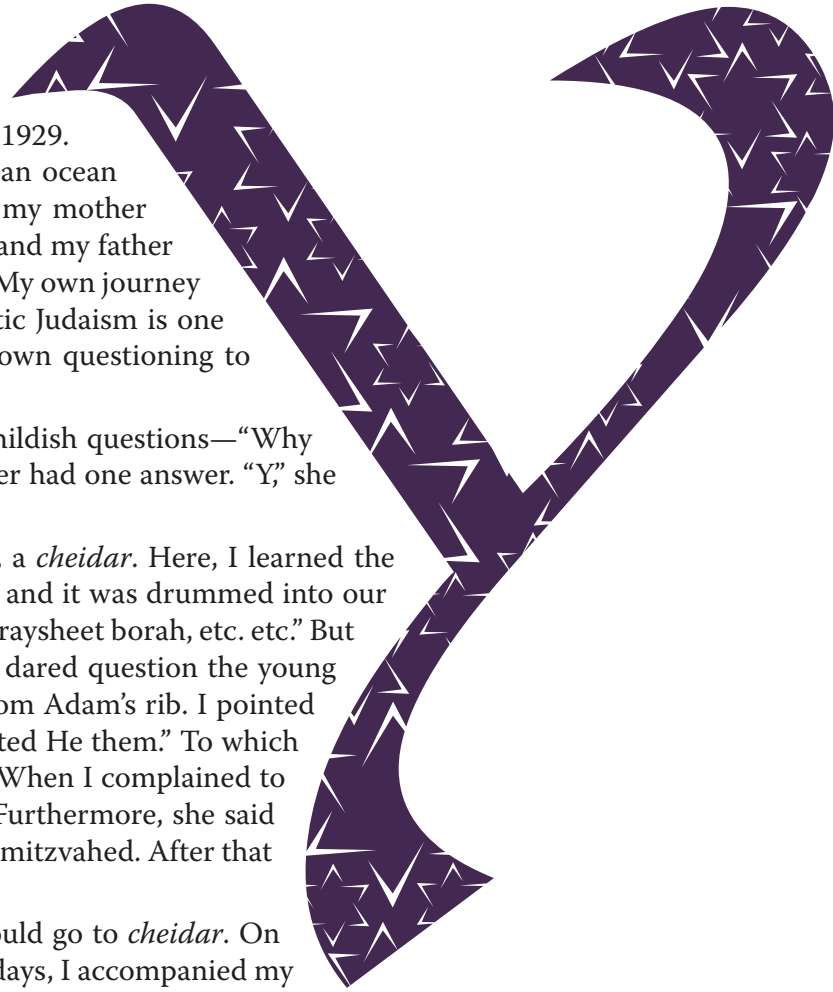 1929.
an ocean
my mother
and my father
My own journey
tic Judaism is one
own questioning to
hildish questions—“Why
er had one answer. “Y,” she
, a cheidar. Here, I learned the
and it was drummed into our
raysheet borah, etc. etc.” But
dared question the young
om Adam’s rib. I pointed
ted He them.” To which
When I complained to
Furthermore, she said
mitzvahed. After that
ould go to cheidar. On
days, I accompanied my